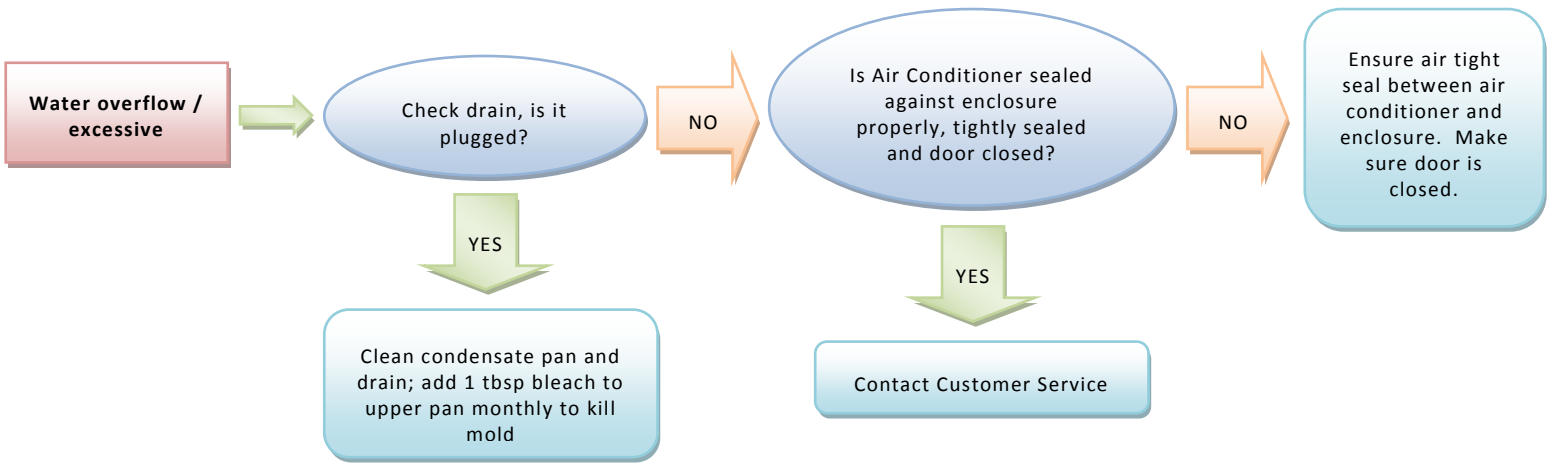 Water overflow /
excessive
Check drain, is it
plugged?
NO
Is Air Conditioner sealed
against enclosure
properly, tightly sealed
and door closed?
NO
Ensure air tight
seal between air
conditioner and
enclosure.  Make
sure door is
closed.
YES
Clean condensate pan and
drain; add 1 tbsp bleach to
upper pan monthly to kill
mold
YES
Contact Customer Service